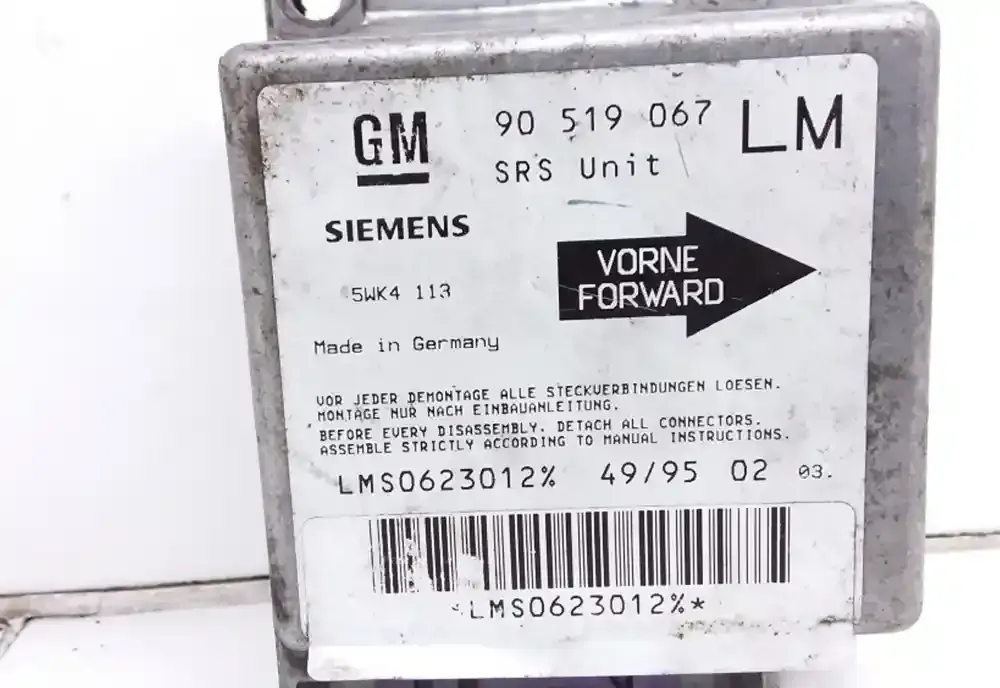 GM
90 519 067
LM
SRS Unit
SIEMENS
VORNE
FORWARD
5WK4 113
Made in Germany
VOR JEDER DEMONTAGE ALLE STECKVERBINDUNGEN LOESEN.
MONTAGE NUR NACH EINBAUANLEITUNG.
BEFORE EVERY DISASSEMBLY. DETACH ALL CONNECTORS.
ASSEMBLE STRICTLY ACCORDING TO MANUAL INSTRUCTIONS.
LMS0623012% 49/95 02 03.
*LMS0623012%*